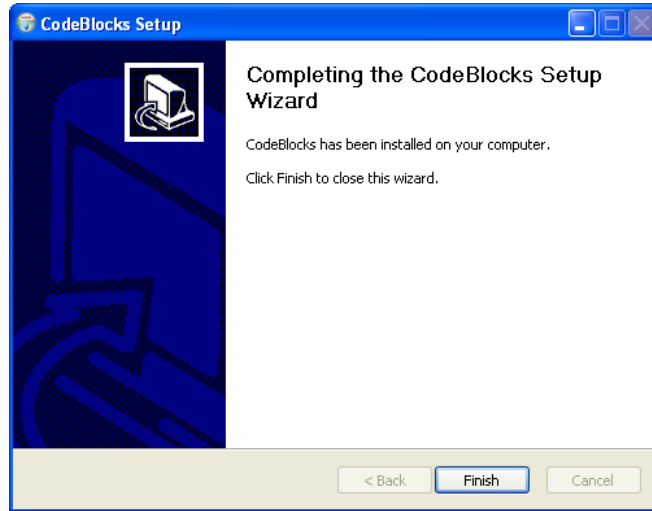 CodeBlocks Setup
Completing the CodeBlocks Setup
Wizard
CodeBlocks has been installed on your computer.
Click Finish to close this wizard.
< Back
Finish
Cancel